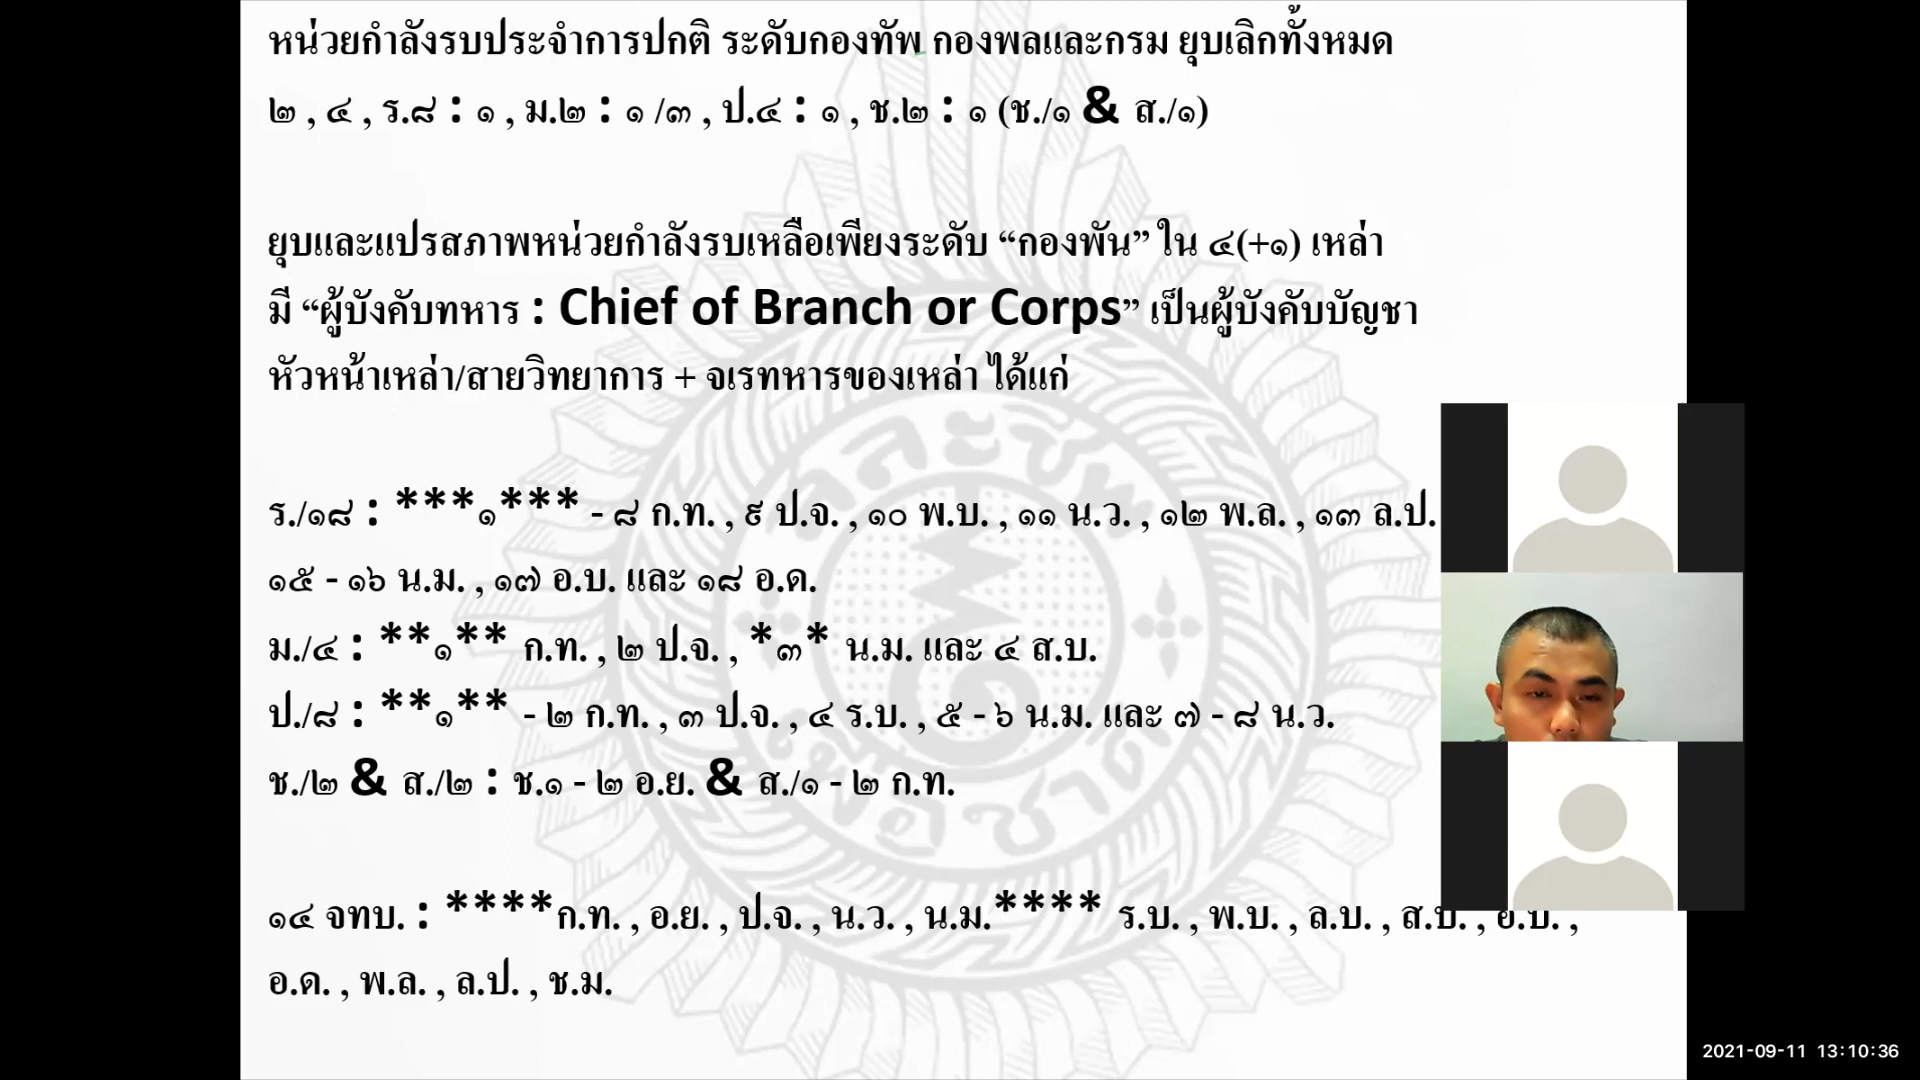 หน่วยกำลังรบประจำการปกติ ระดับกองทัพ กองพลและกรม ยุบเลิกทั้งหมด
๒ , ๔ , ร.๘ : ๑ , ม.๒ : ๑ /๓ , ป.๔ : ๑ , ช.๒ : ๑ (ช./๑ & ส./๑)
ยุบและแปรสภาพหน่วยกำลังรบเหลือเพียงระดับ “กองพัน” ใน ๔(+๑) เหล่า
มี “ผู้บังคับทหาร : Chief of Branch or Corps” เป็นผู้บังคับบัญชา
หัวหน้าเหล่า/สายวิทยาการ + จเรทหารของเหล่า ได้แก่
ร./๑๘ : ***๑*** - ๘ ก.ท. , ๙ ป.จ. , ๑๐ พ.บ. , ๑๑ น.ว. , ๑๒ พ.ล. , ๑๓ ล.ป.
๑๕ - ๑๖ น.ม. , ๑๗ อ.บ. และ ๑๘ อ.ด.
ม./๔ : **๑** ก.ท. , ๒ ป.จ. , *๓* น.ม. และ ๔ ส.บ.
ป./๘ : **๑** - ๒ ก.ท. , ๓ ป.จ. , ๔ ร.บ. , ๕ - ๖ น.ม. และ ๗ - ๘ น.ว.
ช./๒ & ส./๒ : ช.๑ - ๒ อ.ย. & ส./๑ - ๒ ก.ท.
๑๔ จทบ. : ****ก.ท. , อ.ย. , ป.จ. , น.ว. , น.ม.**** ร.บ. , พ.บ. , ล.บ. , ส.บ. , อ.บ. ,
อ.ด. , พ.ล. , ล.ป. , ช.ม.
2021-09-11 13:10:36